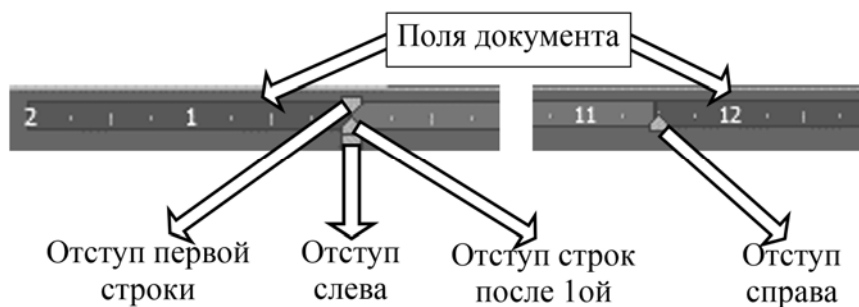 Поля документа
2 1 11 12
Отступ первой
строки
Отступ
слева
Отступ строк
после 1ой
Отступ
справа